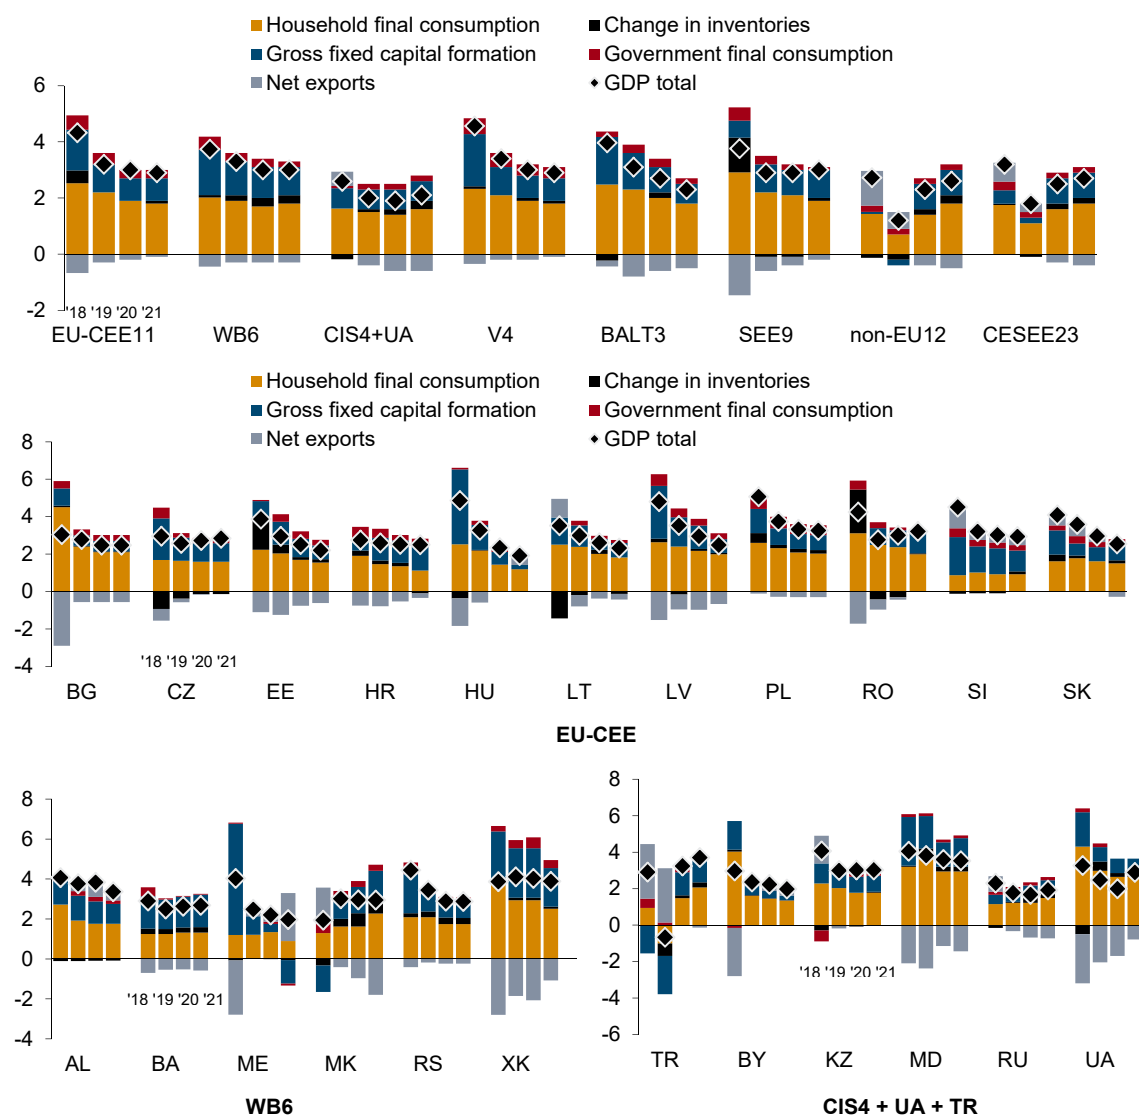 Household final consumption Change in inventories
Gross fixed capital formation Government final consumption
Net exports GDP total
6
4
2
0
-2
'18 '19 '20 '21
EU-CEE11 WB6 CIS4+UA V4 BALT3 SEE9 non-EU12 CESEE23
Household final consumption Change in inventories
Gross fixed capital formation Government final consumption
Net exports GDP total
8
6
4
2
0
-2
-4
'18 '19 '20 '21
BG CZ EE HR HU LT LV PL RO SI SK
EU-CEE
8
6
4
2
0
-2
-4
'18 '19 '20 '21
AL BA ME MK RS XK
WB6
8
6
4
2
0
-2
-4
-6
'18 '19 '20 '21
TR BY KZ MD RU UA
CIS4 + UA + TR